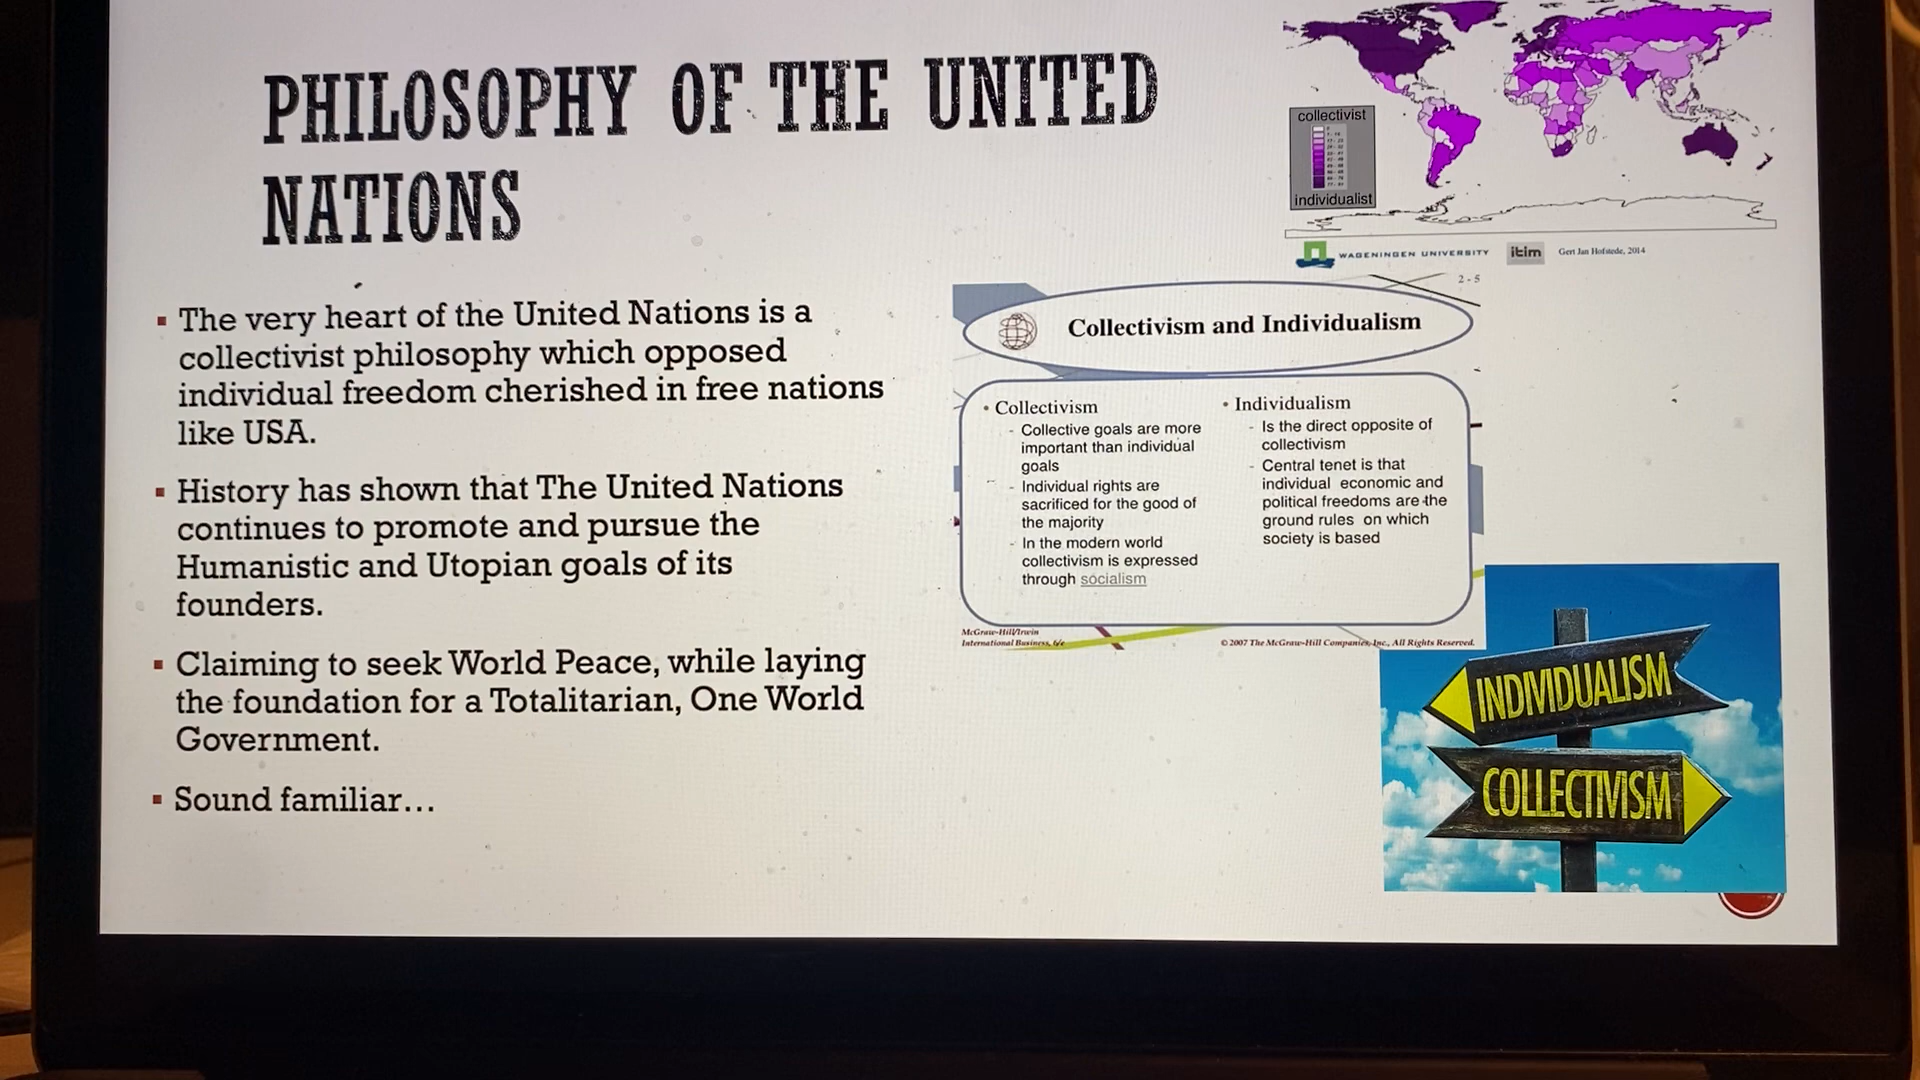 PHILOSOPHY OF THE UNITED
NATIONS
▪ The very heart of the United Nations is a
collectivist philosophy which opposed
individual freedom cherished in free nations
like USA.
▪ History has shown that The United Nations
continues to promote and pursue the
Humanistic and Utopian goals of its
founders.
▪ Claiming to seek World Peace, while laying
the foundation for a Totalitarian, One World
Government.
▪ Sound familiar...
collectivist
individualist
WAGENINGEN UNIVERSITY
itim
Gert Jan Hofstede, 2014
2 - 5
Collectivism and Individualism
• Collectivism
- Collective goals are more
important than individual
goals
- Individual rights are
sacrificed for the good of
the majority
- In the modern world
collectivism is expressed
through socialism
• Individualism
- Is the direct opposite of
collectivism
- Central tenet is that
individual economic and
political freedoms are the
ground rules on which
society is based
McGraw-Hill/Irwin
International Business, 6/e
© 2007 The McGraw-Hill Companies, Inc., All Rights Reserved.
INDIVIDUALISM
COLLECTIVISM